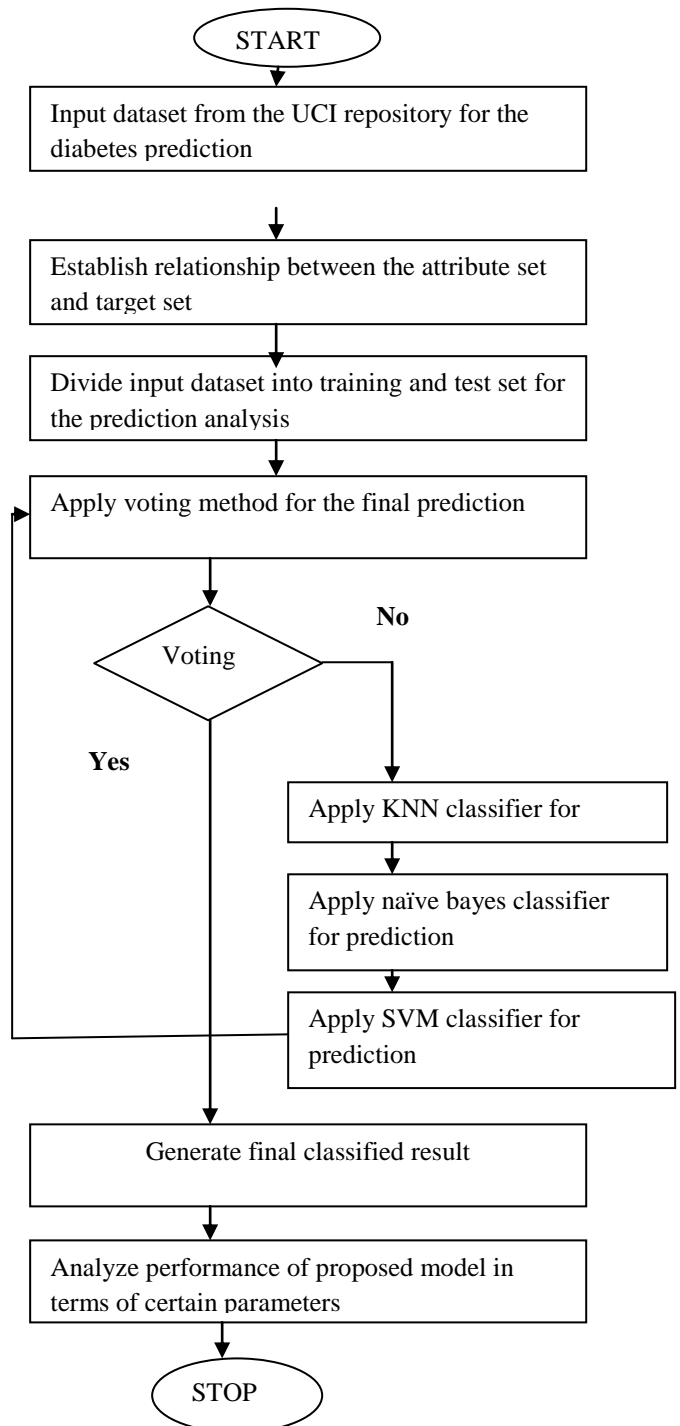 START
Input dataset from the UCI repository for the
diabetes prediction
Establish relationship between the attribute set
and target set
Divide input dataset into training and test set for
the prediction analysis
Apply voting method for the final prediction
No
Voting
Yes
Apply KNN classifier for
Apply naïve bayes classifier
for prediction
Apply SVM classifier for
prediction
Generate final classified result
Analyze performance of proposed model in
terms of certain parameters
STOP